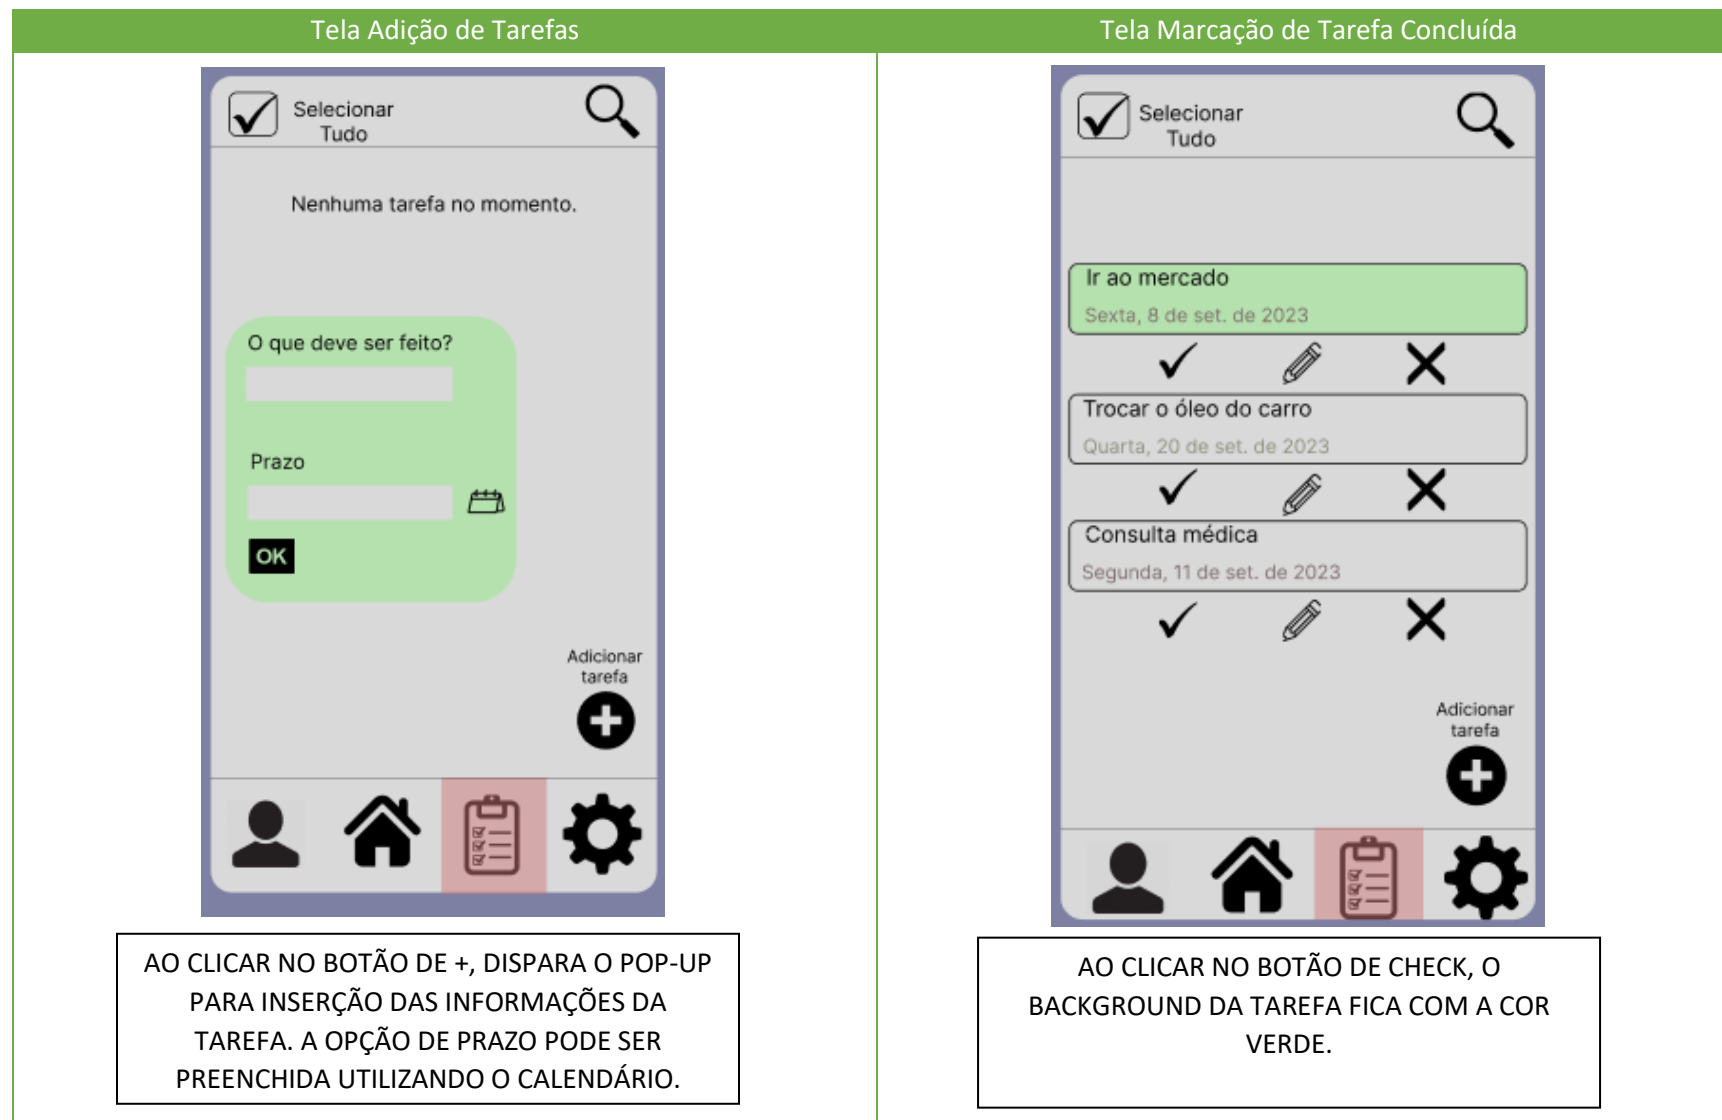 Tela Adição de Tarefas
Selecionar
Tudo
Nenhuma tarefa no momento.
O que deve ser feito?
Prazo
OK
Adicionar
tarefa
AO CLICAR NO BOTÃO DE +, DISPARA O POP-UP
PARA INSERÇÃO DAS INFORMAÇÕES DA
TAREFA. A OPÇÃO DE PRAZO PODE SER
PREENCHIDA UTILIZANDO O CALENDÁRIO.
Tela Marcação de Tarefa Concluída
Selecionar
Tudo
Ir ao mercado
Sexta, 8 de set. de 2023
Trocar o óleo do carro
Quarta, 20 de set. de 2023
Consulta médica
Segunda, 11 de set. de 2023
Adicionar
tarefa
AO CLICAR NO BOTÃO DE CHECK, O
BACKGROUND DA TAREFA FICA COM A COR
VERDE.